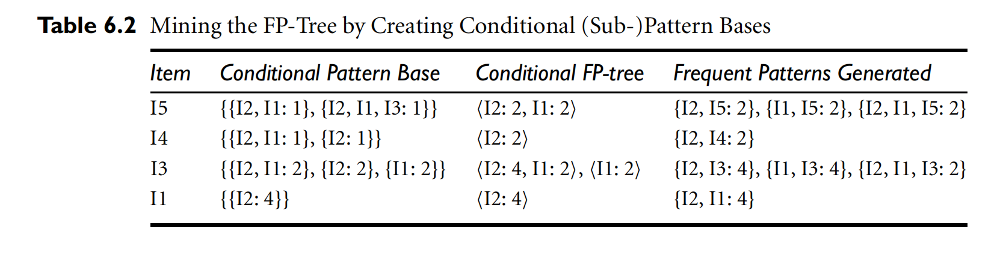 Table 6.2 Mining the FP-Tree by Creating Conditional (Sub-)Pattern Bases
Item Conditional Pattern Base Conditional FP-tree Frequent Patterns Generated
I5 {{I2, I1: 1}, {I2, I1, I3: 1}} ⟨I2: 2, I1: 2⟩ {I2, I5: 2}, {I1, I5: 2}, {I2, I1, I5: 2}
I4 {{I2, I1: 1}, {I2: 1}} ⟨I2: 2⟩ {I2, I4: 2}
I3 {{I2, I1: 2}, {I2: 2}, {I1: 2}} ⟨I2: 4, I1: 2⟩, ⟨I1: 2⟩ {I2, I3: 4}, {I1, I3: 4}, {I2, I1, I3: 2}
I1 {{I2: 4}} ⟨I2: 4⟩ {I2, I1: 4}